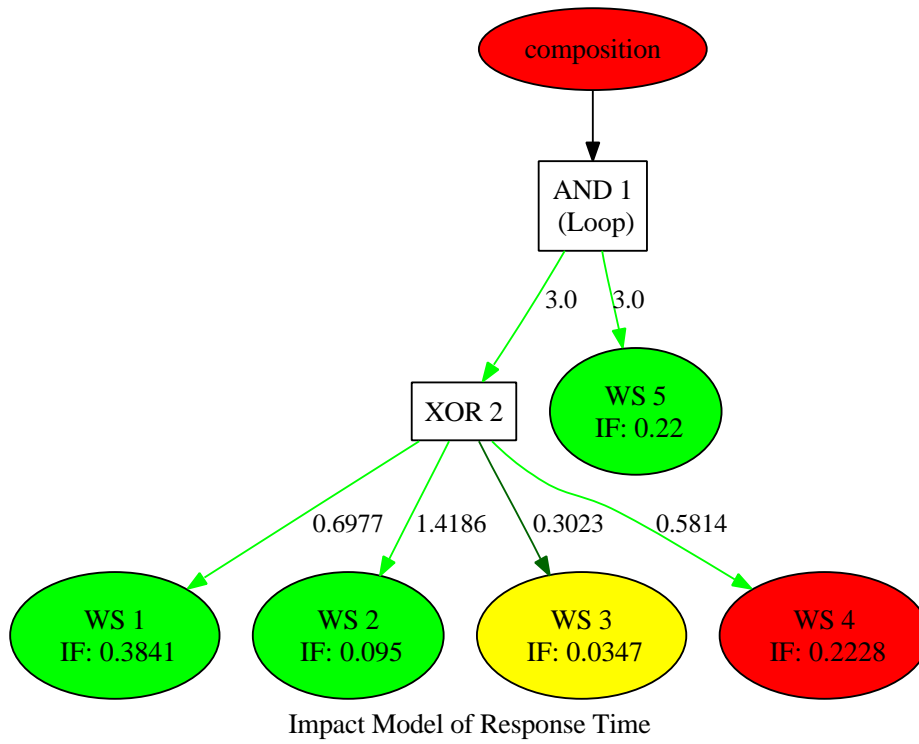 composition
AND 1
(Loop)
3.0
3.0
WS 5
IF: 0.22
XOR 2
0.6977
1.4186
0.3023
0.5814
WS 1
IF: 0.3841
WS 2
IF: 0.095
WS 3
IF: 0.0347
WS 4
IF: 0.2228
Impact Model of Response Time